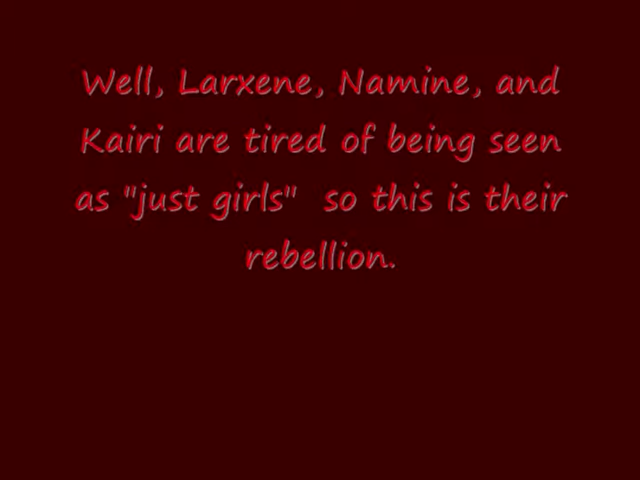 Well, Larxene, Namine, and
Kairi are tired of being seen
as "just girls"  so this is their
rebellion.